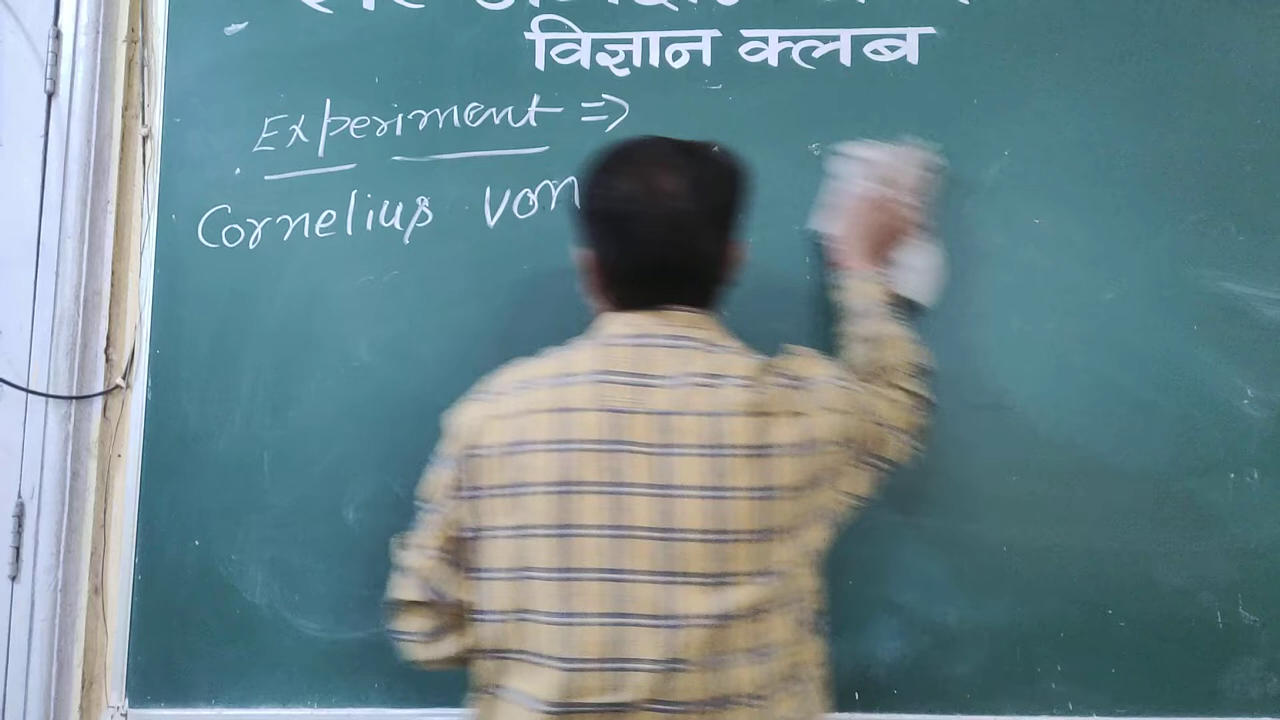 विज्ञान क्लब
Experiment =>
Cornelius von